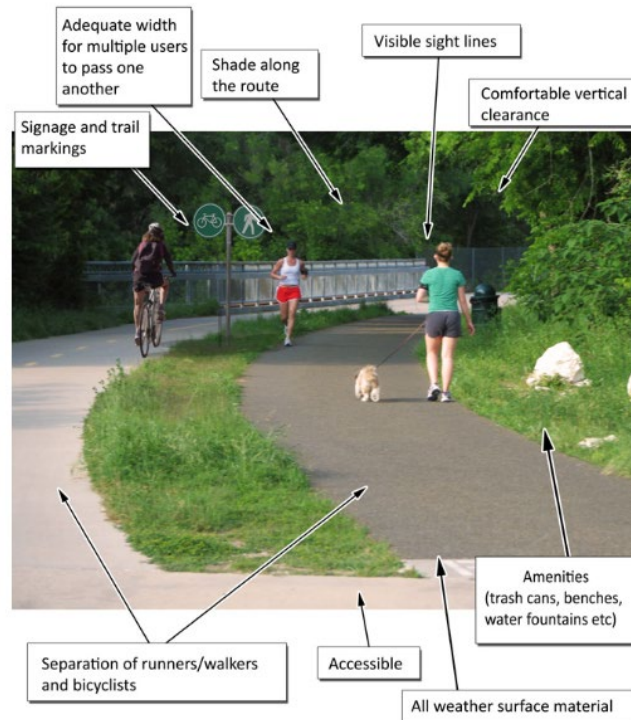 Adequate width
for multiple users
to pass one
another
Shade along
the route
Visible sight lines
Comfortable vertical
clearance
Signage and trail
markings
Amenities
(trash cans, benches,
water fountains etc)
Separation of runners/walkers
and bicyclists
Accessible
All weather surface material